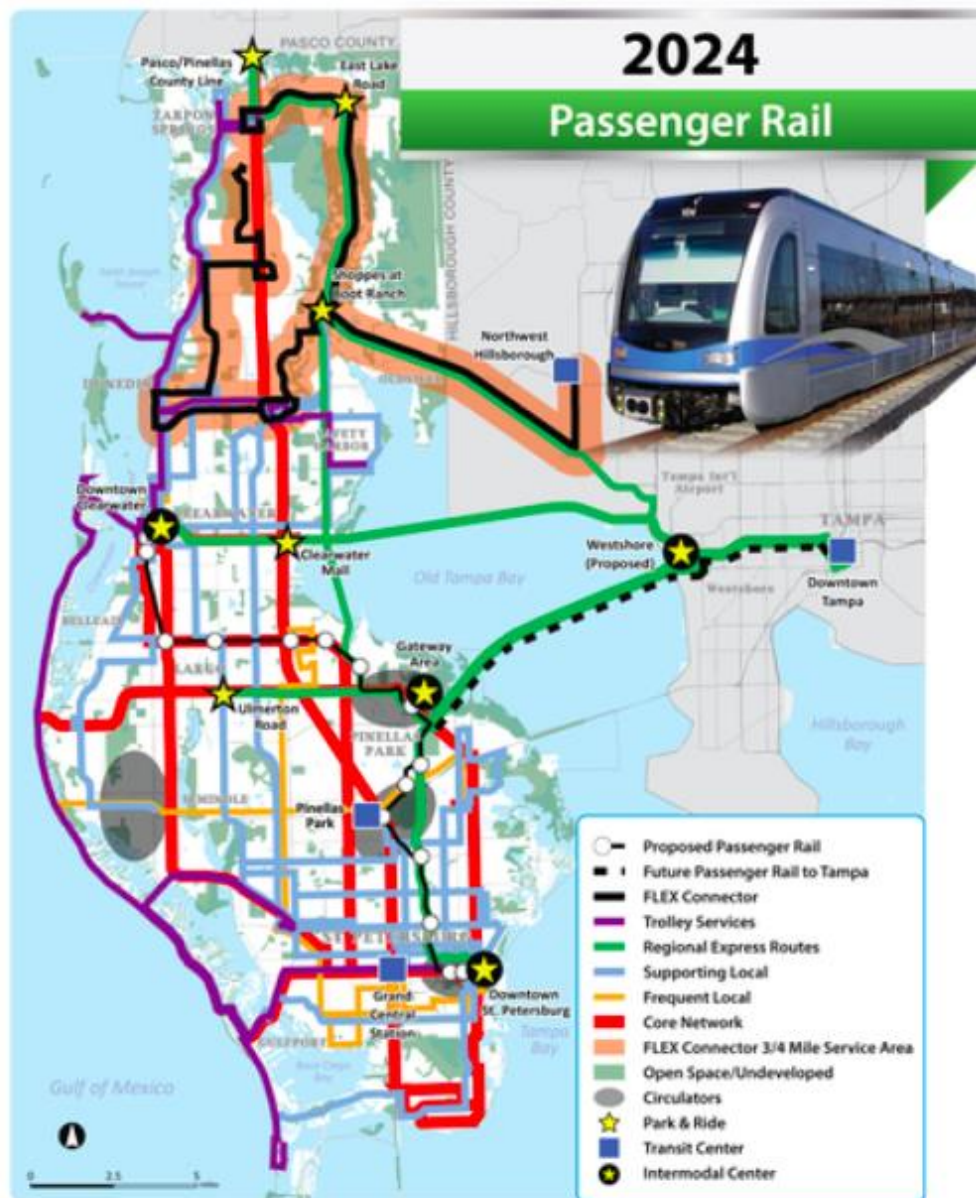 2024
Passenger Rail
PASCO COUNTY
Pasco/Pinellas
County Line
East Lake
Road
TARPON
SPRINGS
HILLSBOROUGH COUNTY
Shoppes at
Boot Ranch
Northwest
Hillsborough
DUNEDIN
OLDSMAR
SAFETY
HARBOR
Downtown
Clearwater
CLEARWATER
Clearwater
Mall
Tampa Int'l
Airport
TAMPA
Westshore
(Proposed)
Westshore
Downtown
Tampa
Old Tampa Bay
BELLEAIR
LARGO
Gateway
Area
Ulmerton
Road
PINELLAS
PARK
Hillsborough
Bay
SEMINOLE
Pinellas
Park
ST. PETERSBURG
Grand
Central
Station
Downtown
St. Petersburg
GULFPORT
Boca Ciega
Bay
Tampa
Bay
Gulf of Mexico
0 2.5 5
Proposed Passenger Rail
Future Passenger Rail to Tampa
FLEX Connector
Trolley Services
Regional Express Routes
Supporting Local
Frequent Local
Core Network
FLEX Connector 3/4 Mile Service Area
Open Space/Undeveloped
Circulators
Park & Ride
Transit Center
Intermodal Center